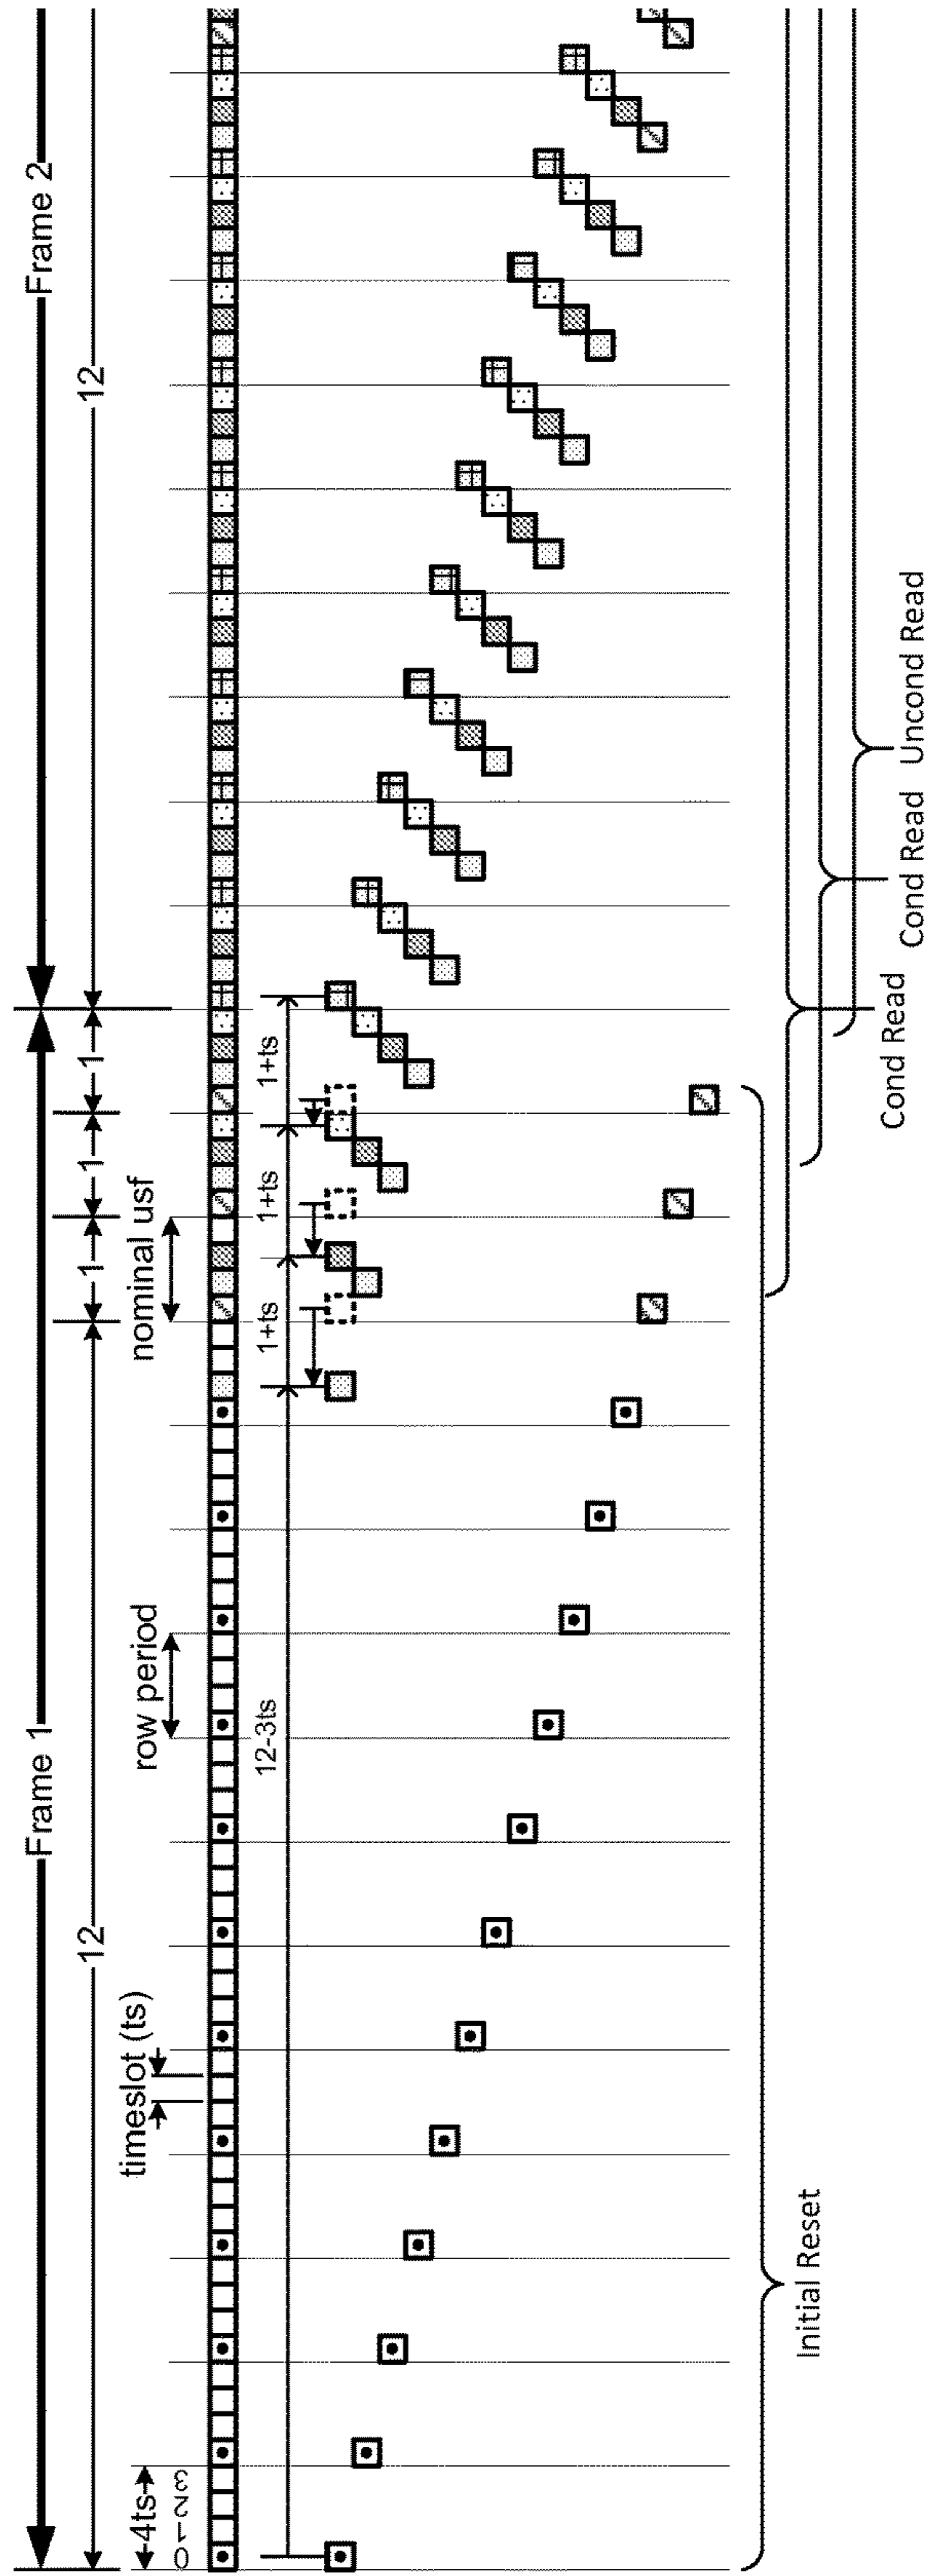 Frame 1
Frame 2
12
1
1
1
12
timeslot (ts)
row period
nominal usf
4ts
0 1 2 3
12-3ts
1+ts
1+ts
1+ts
Initial Reset
Cond Read
Cond Read
Uncond Read